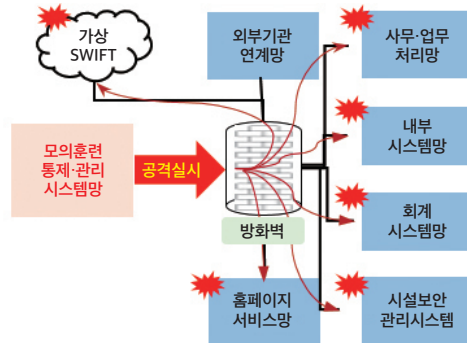 가상
SWIFT
외부기관
연계망
사무·업무
처리망
모의훈련
통제·관리
시스템망
공격실시
내부
시스템망
방화벽
회계
시스템망
홈페이지
서비스망
시설보안
관리시스템